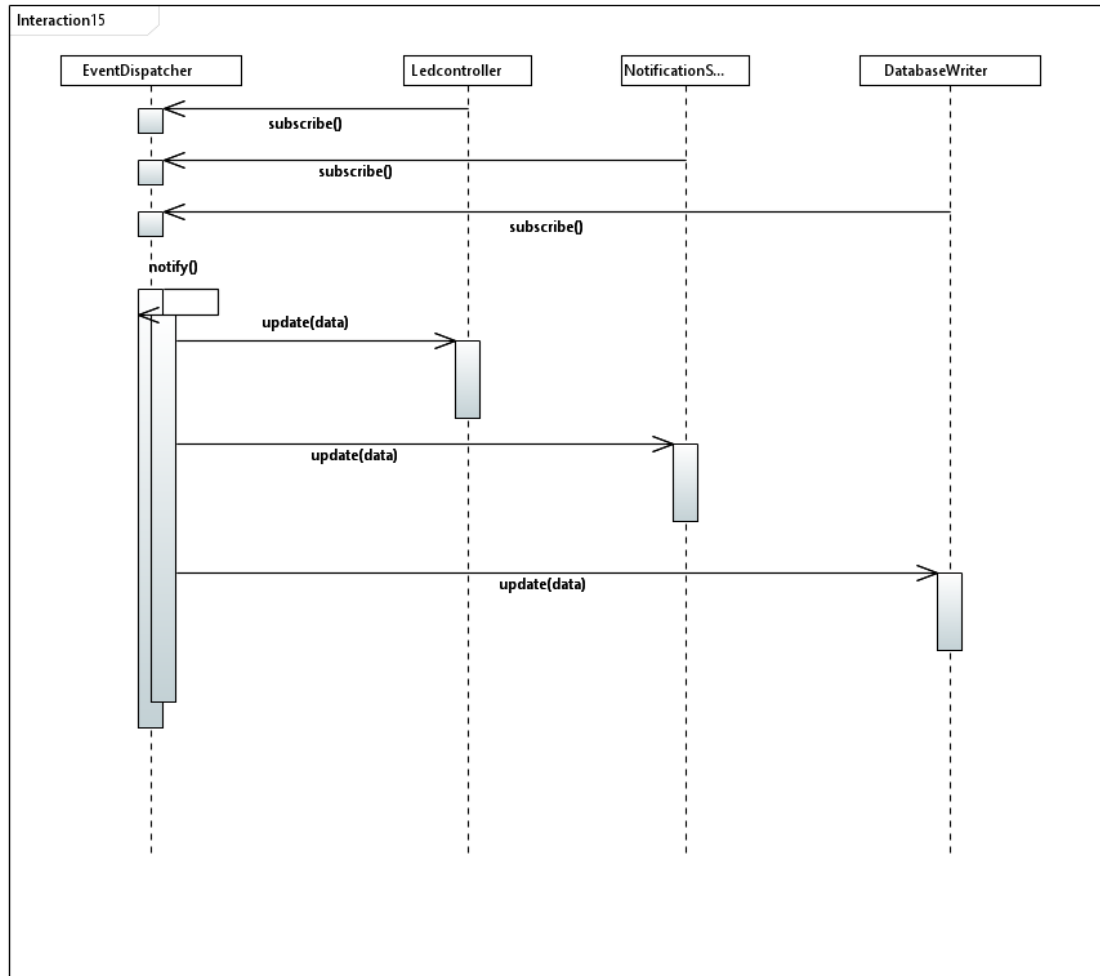 Interaction15
EventDispatcher
Ledcontroller
NotificationS...
DatabaseWriter
subscribe()
subscribe()
subscribe()
notify()
update(data)
update(data)
update(data)